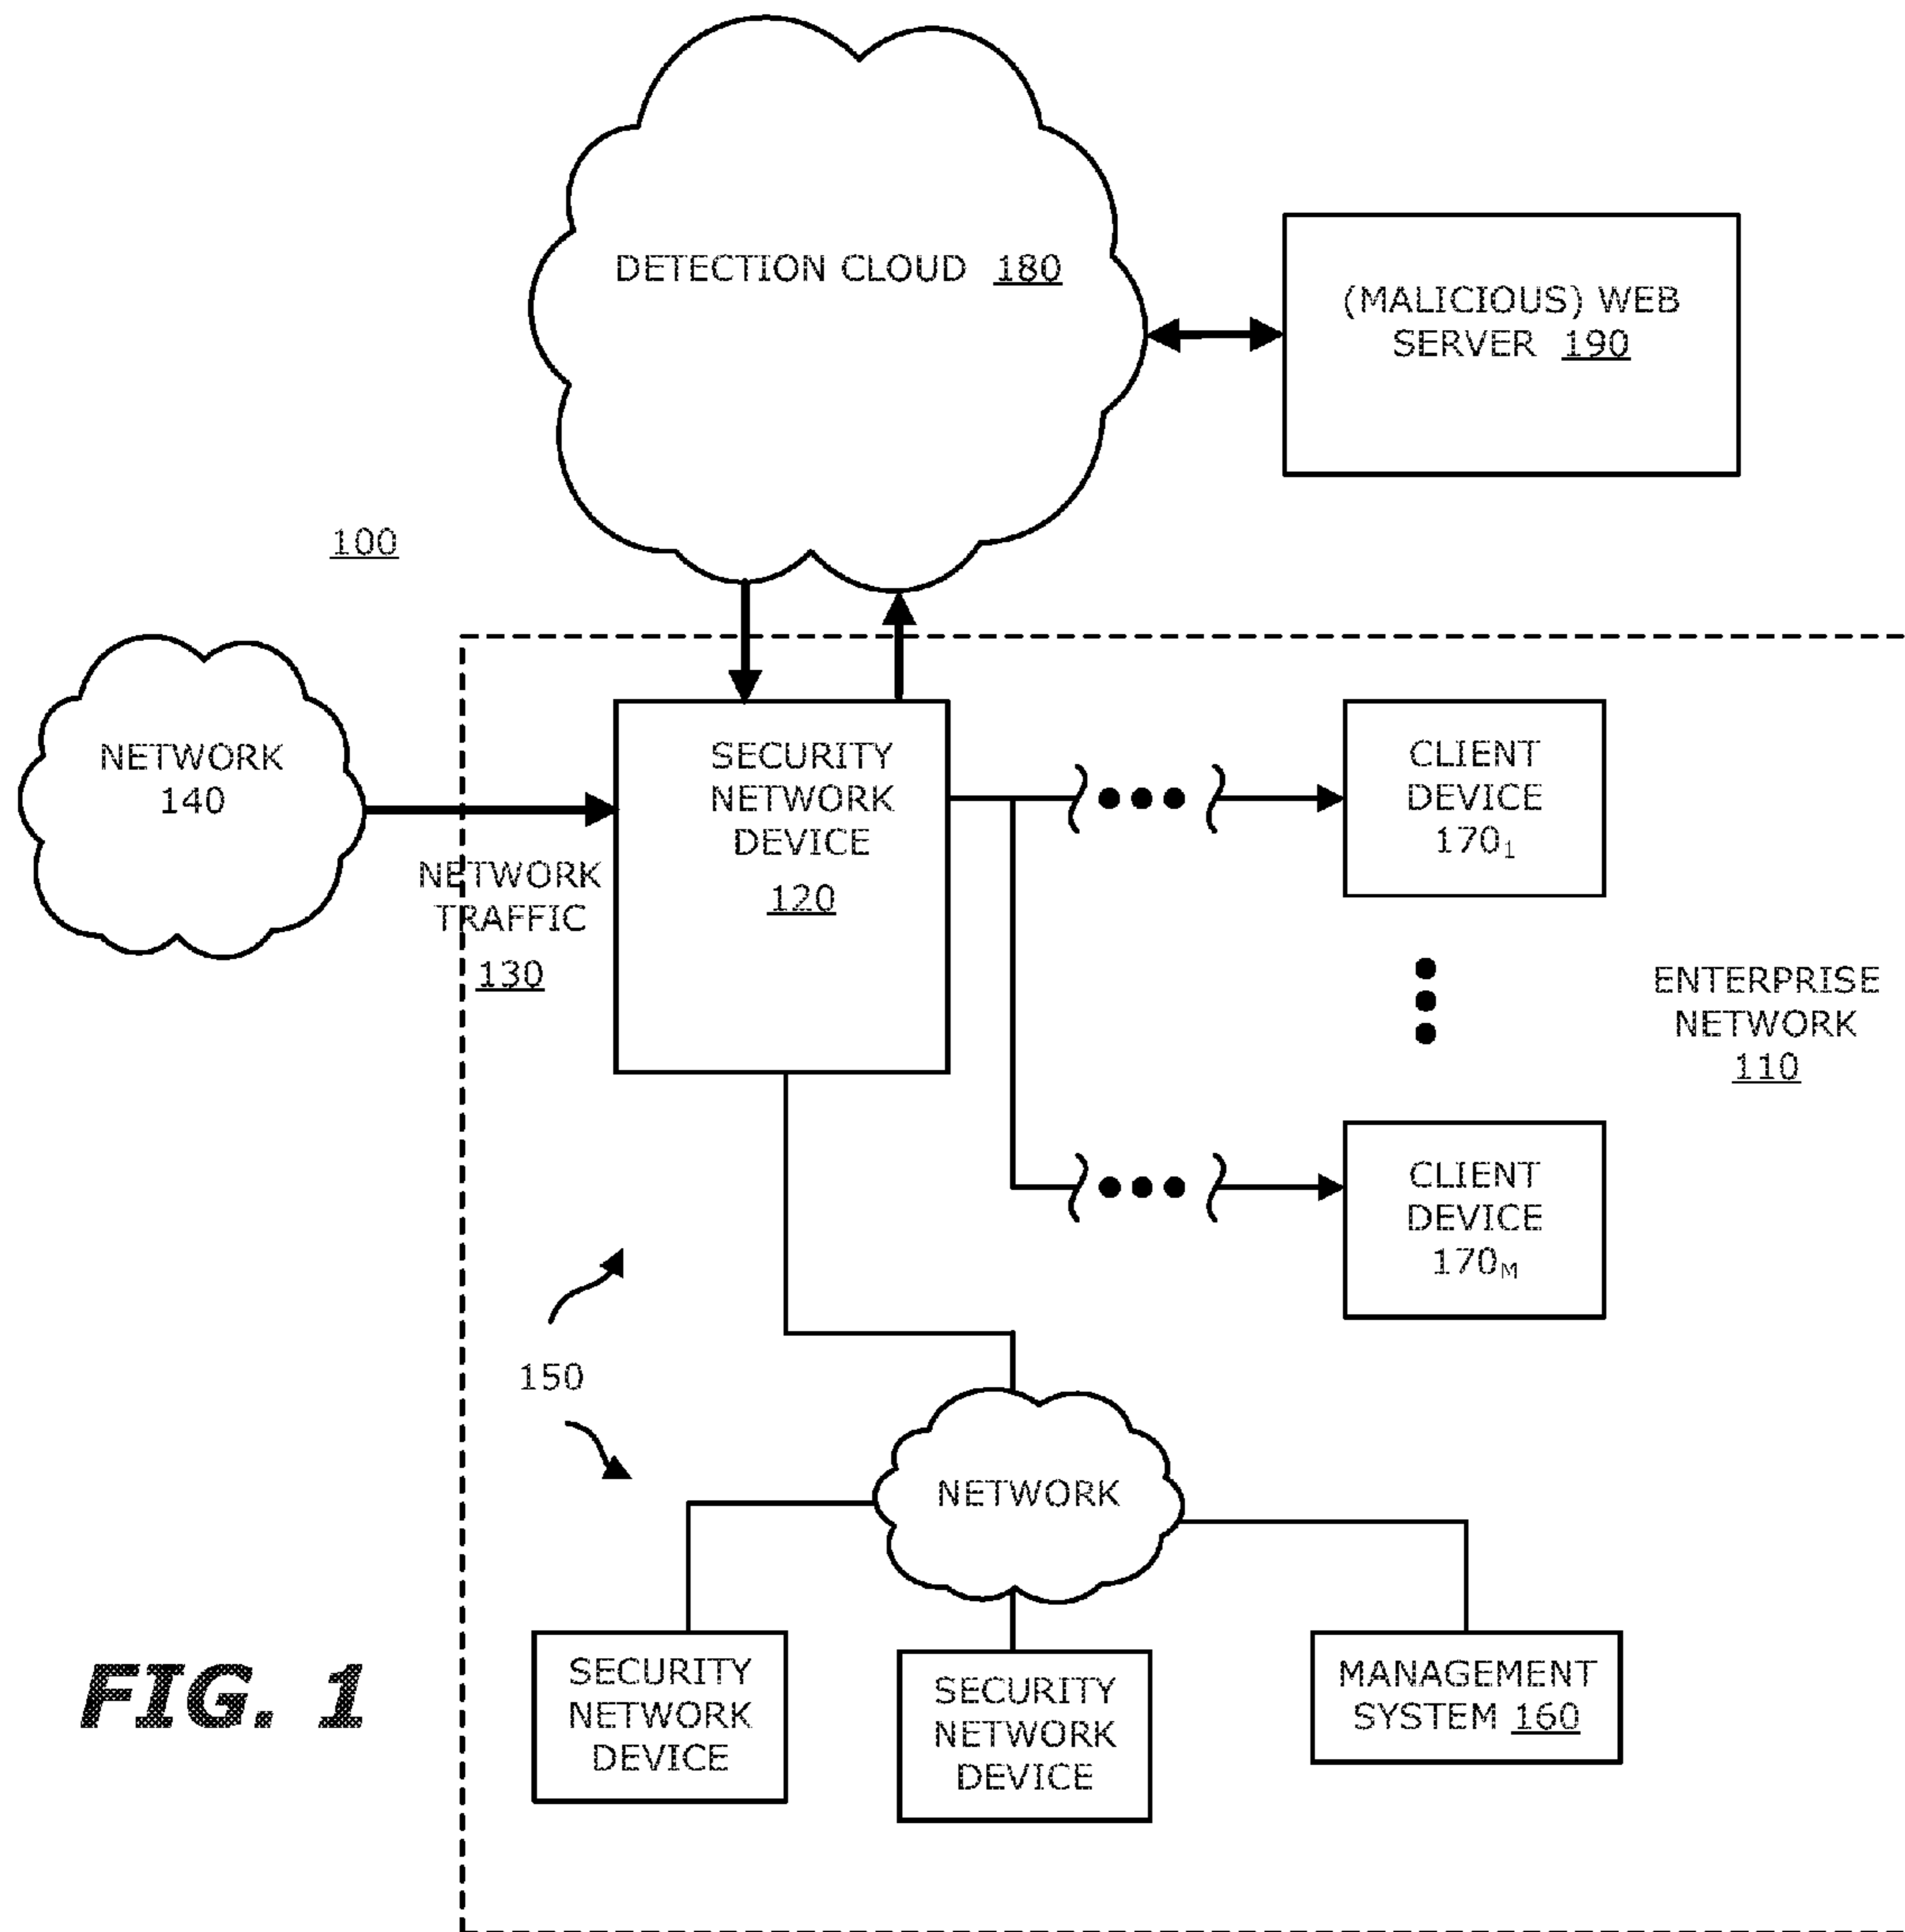 DETECTION CLOUD 180
(MALICIOUS) WEB
SERVER 190
100
NETWORK
140
NETWORK
TRAFFIC
130
SECURITY
NETWORK
DEVICE
120
CLIENT
DEVICE
170₁
ENTERPRISE
NETWORK
110
CLIENT
DEVICE
170M
150
NETWORK
SECURITY
NETWORK
DEVICE
SECURITY
NETWORK
DEVICE
MANAGEMENT
SYSTEM 160
FIG. 1